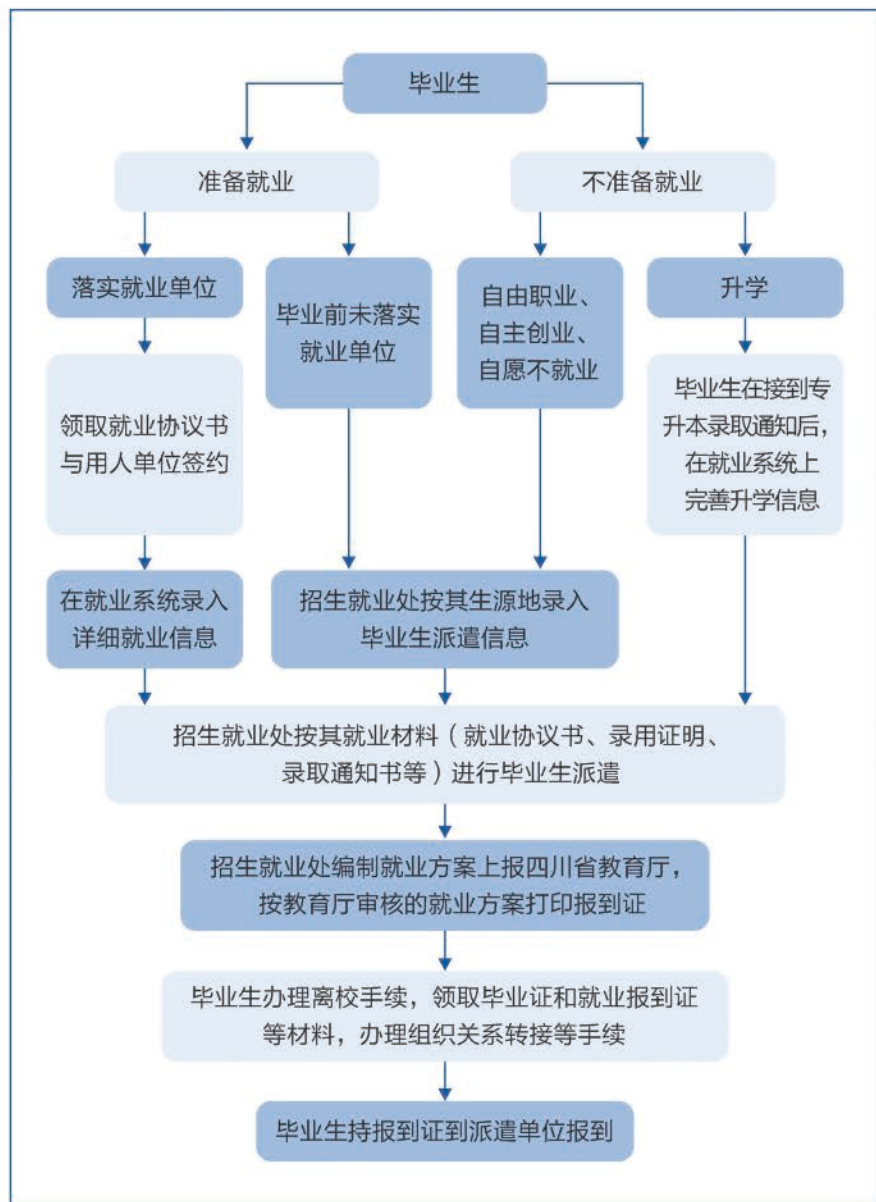 毕业生
准备就业
不准备就业
落实就业单位
毕业前未落实
就业单位
自由职业、
自主创业、
自愿不就业
升学
领取就业协议书
与用人单位签约
毕业生在接到专
升本录取通知后，
在就业系统上
完善升学信息
在就业系统录入
详细就业信息
招生就业处按其生源地录入
毕业生派遣信息
招生就业处按其就业材料（就业协议书、录用证明、
录取通知书等）进行毕业生派遣
招生就业处编制就业方案上报四川省教育厅，
按教育厅审核的就业方案打印报到证
毕业生办理离校手续，领取毕业证和就业报到证
等材料，办理组织关系转接等手续
毕业生持报到证到派遣单位报到